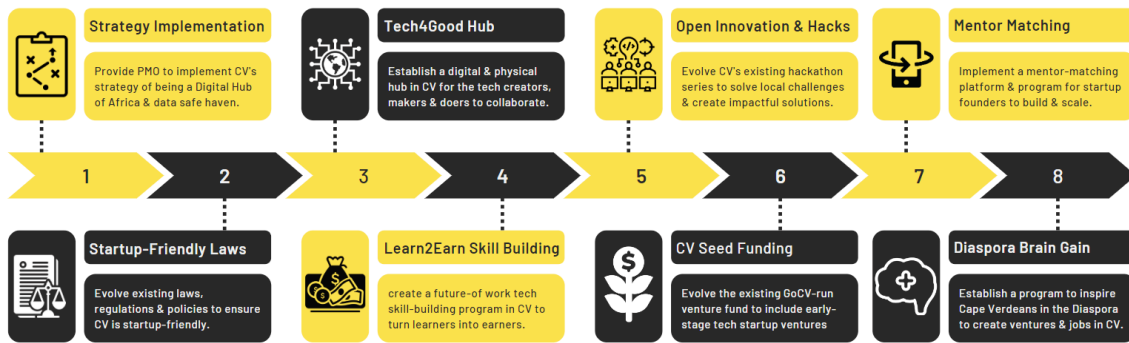 Strategy Implementation
Provide PMO to implement CV's
strategy of being a Digital Hub
of Africa & data safe haven.
Tech4Good Hub
Establish a digital & physical
hub in CV for the tech creators,
makers & doers to collaborate.
Open Innovation & Hacks
Evolve CV's existing hackathon
series to solve local challenges
& create impactful solutions.
Mentor Matching
Implement a mentor-matching
platform & program for startup
founders to build & scale.
1
2
3
4
5
6
7
8
Startup-Friendly Laws
Evolve existing laws,
regulations & policies to ensure
CV is startup-friendly.
Learn2Earn Skill Building
create a future-of work tech
skill-building program in CV to
turn learners into earners.
$
CV Seed Funding
Evolve the existing GoCV-run
venture fund to include early-
stage tech startup ventures
Diaspora Brain Gain
Establish a program to inspire
Cape Verdeans in the Diaspora
to create ventures & jobs in CV.